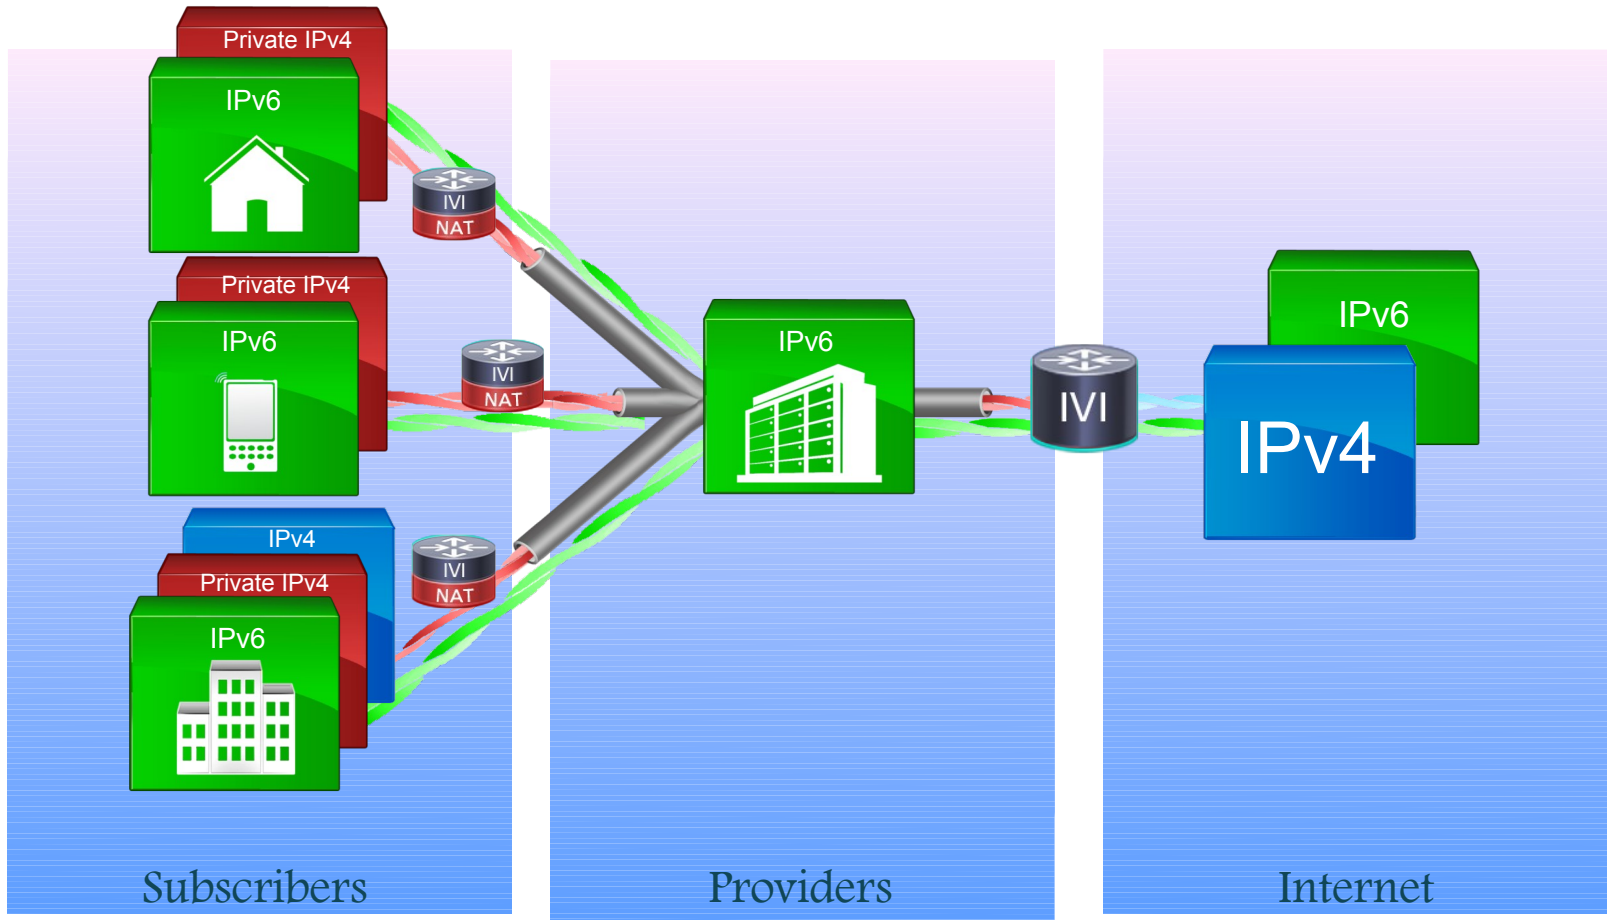 Private IPv4
IPv6
IVI
NAT
Private IPv4
IPv6
IVI
NAT
IPv4
Private IPv4
IPv6
IVI
NAT
IPv6
IVI
IPv6
IPv4
Subscribers
Providers
Internet